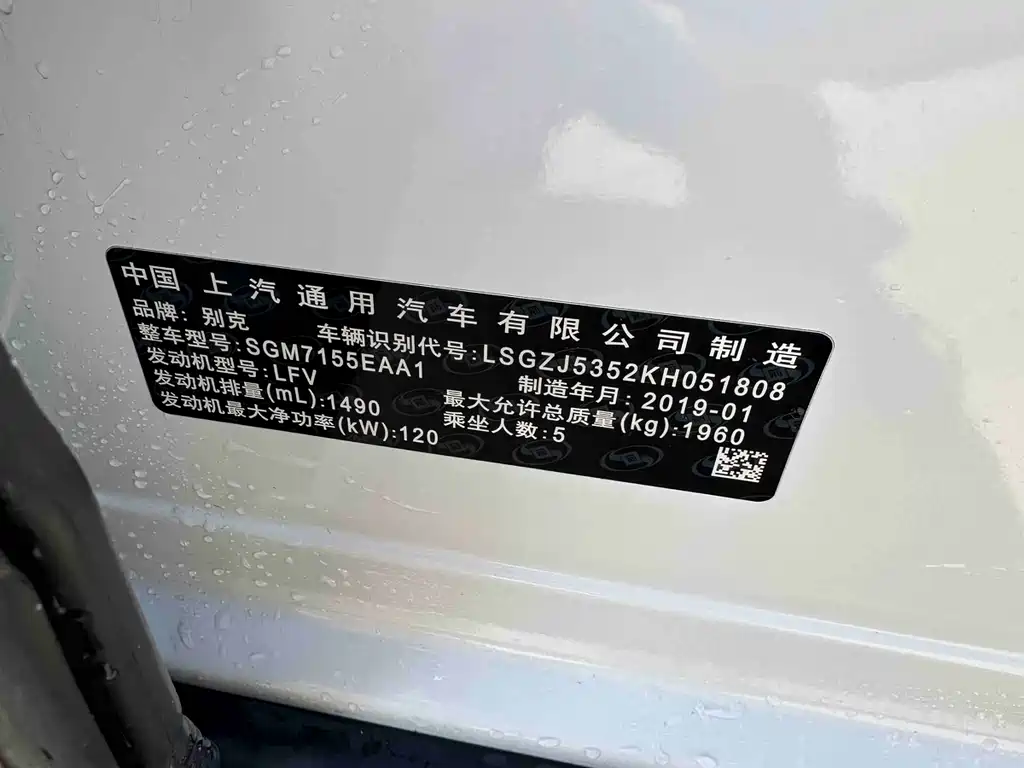 中国 上汽通用汽车有限公司制造
品牌：别克 车辆识别代号：LSGZJ5352KH051808
整车型号：SGM7155EAA1 制造年月：2019-01
发动机型号：LFV 最大允许总质量(kg)：1960
发动机排量(mL)：1490 乘坐人数：5
发动机最大净功率(kW)：120